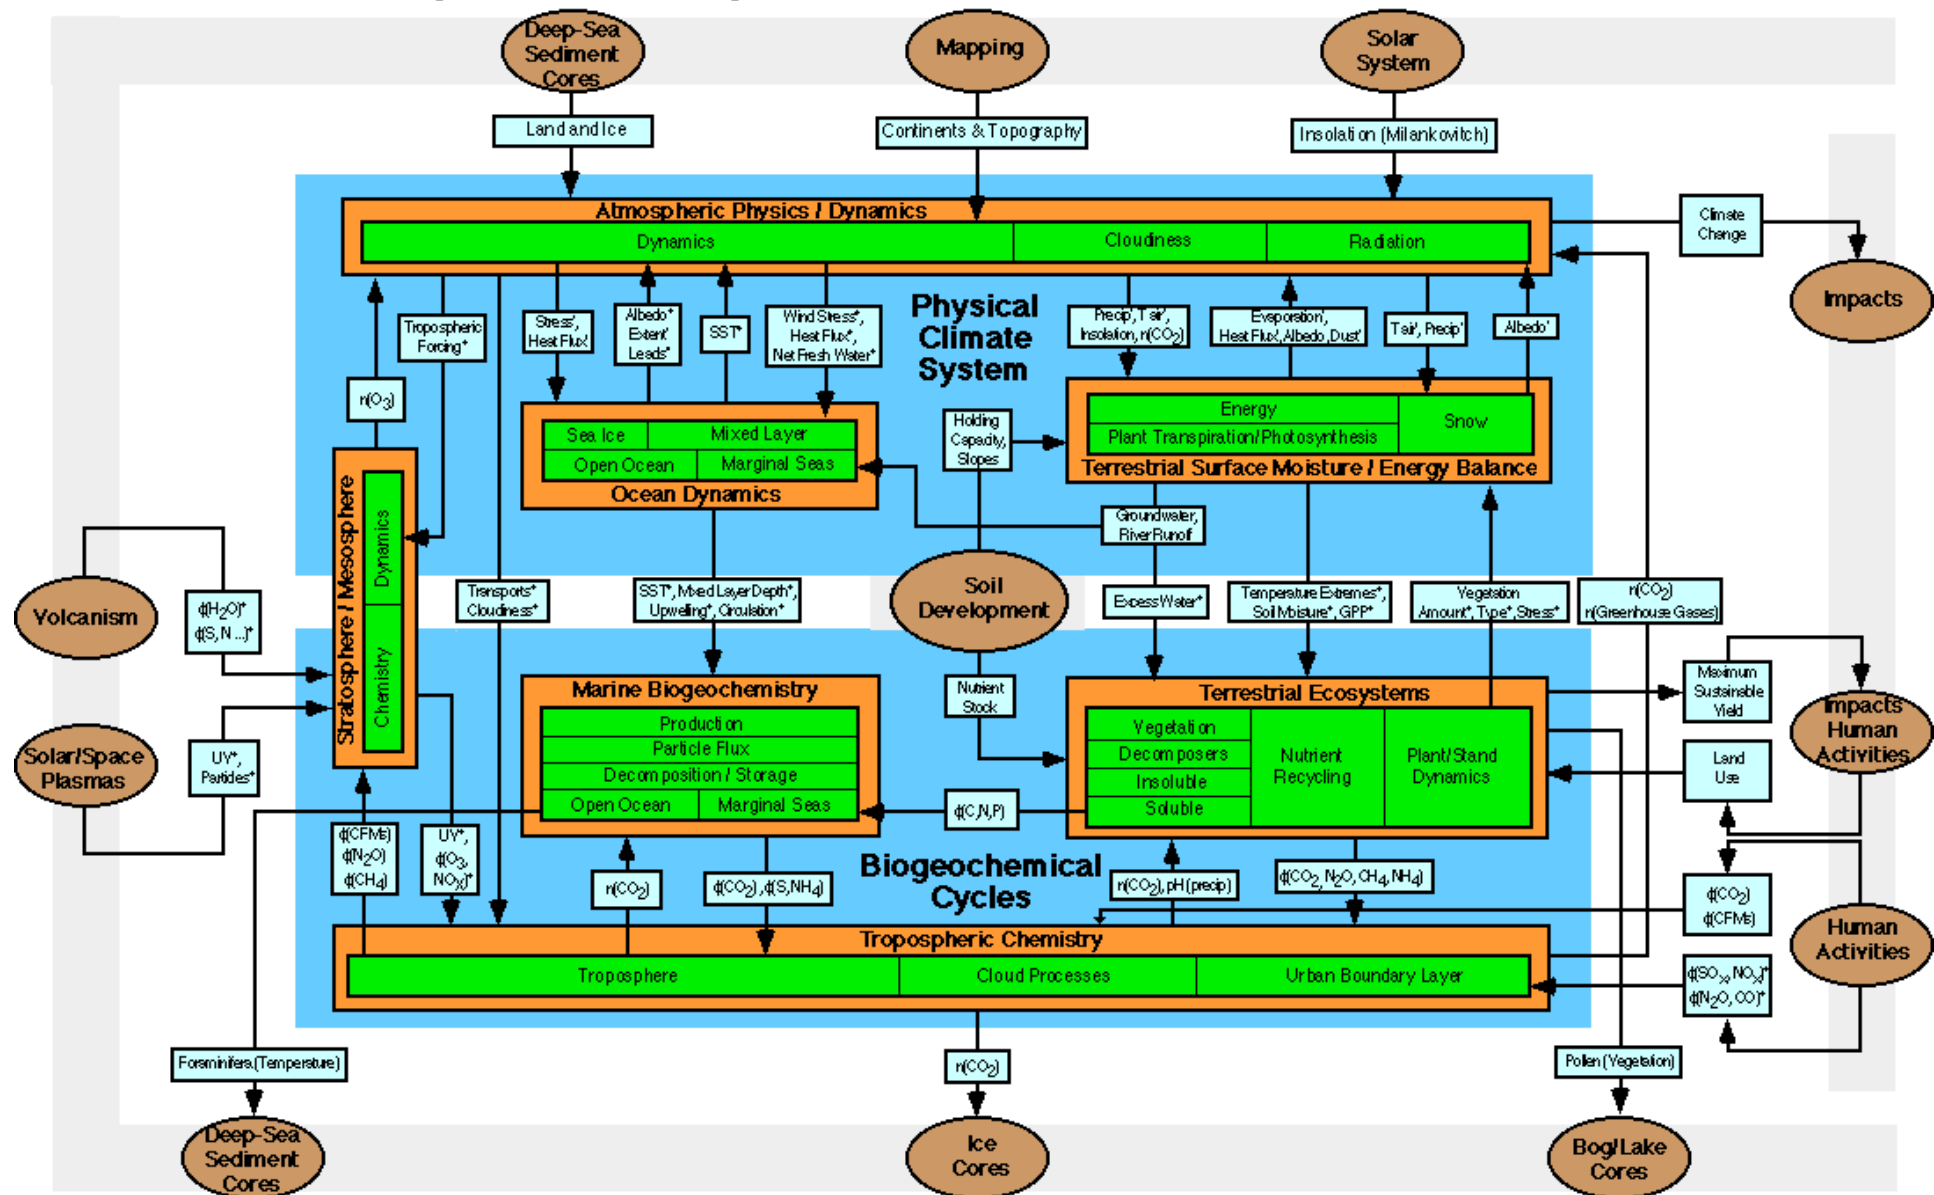 Deep-Sea
Sediment
Cores
Mapping
Solar
System
Land and Ice
Continents & Topography
Insolation (Milankovitch)
Atmospheric Physics / Dynamics
Dynamics
Cloudiness
Radiation
Climate
Change
Impacts
Physical
Climate
System
Tropospheric
Forcing+
Stress',
Heat Flux'
Albedo+
Extent'
Leads+
SST+
Wind Stress+,
Heat Flux+,
Net Fresh Water+
Precip', Tair',
Insolation, n(CO2)
Evaporation',
Heat Flux', Albedo, Dust'
Tair', Precip'
Albedo'
n(O3)
Sea Ice
Mixed Layer
Open Ocean
Marginal Seas
Ocean Dynamics
Holding
Capacity,
Slopes
Energy
Plant Transpiration/Photosynthesis
Snow
Terrestrial Surface Moisture / Energy Balance
Stratosphere / Mesosphere
Dynamics
Chemistry
Groundwater,
River Runoff
Volcanism
ϕ(H2O)+
ϕ(S, N ...)+
Transports+
Cloudiness+
SST+, Mixed Layer Depth+,
Upwelling+, Circulation+
Soil
Development
Excess Water+
Temperature Extremes+,
Soil Moisture+, GPP+
Vegetation
Amount+, Type+, Stress+
n(CO2)
n(Greenhouse Gases)
Solar/Space
Plasmas
UV+,
Particles+
Marine Biogeochemistry
Production
Particle Flux
Decomposition / Storage
Open Ocean
Marginal Seas
Nutrient
Stock
Terrestrial Ecosystems
Vegetation
Decomposers
Insoluble
Soluble
Nutrient
Recycling
Plant/Stand
Dynamics
Maximum
Sustainable
Yield
Impacts
Human
Activities
Land
Use
ϕ(C,N,P)
ϕ(CFMs)
ϕ(N2O)
ϕ(CH4)
UV+,
ϕ(O3,
NOx)+
n(CO2)
ϕ(CO2), ϕ(S,NH4)
Biogeochemical
Cycles
n(CO2), pH(precip)
ϕ(CO2, N2O, CH4, NH4)
ϕ(CO2)
ϕ(CFMs)
Human
Activities
Tropospheric Chemistry
Troposphere
Cloud Processes
Urban Boundary Layer
ϕ(SOx, NOx)+
ϕ(N2O, CO)+
Foraminifera (Temperature)
n(CO2)
Pollen (Vegetation)
Deep-Sea
Sediment
Cores
Ice
Cores
Bog/Lake
Cores